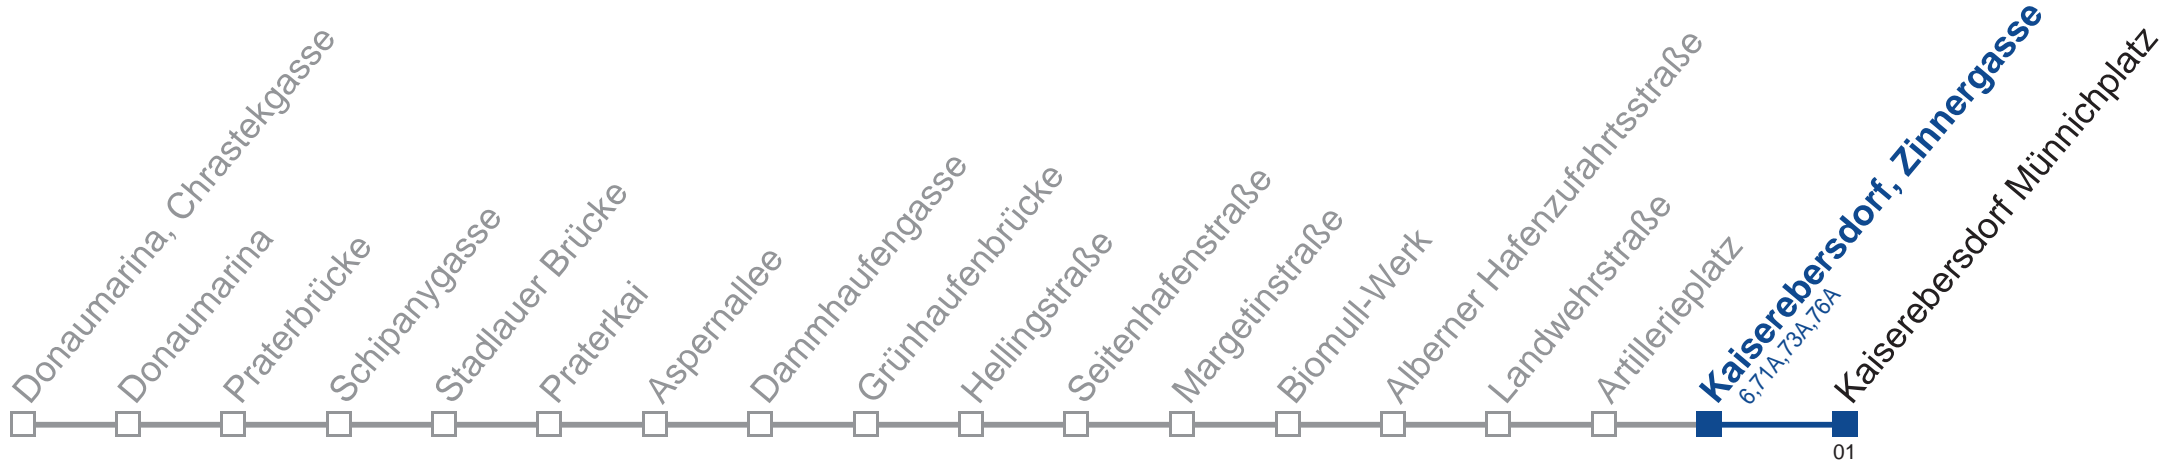 Donaumarina, Chrastekgasse
Donaumarina
Praterbrücke
Schipanygasse
Stadlauer Brücke
Praterkai
Aspernallee
Dammhaufengasse
Grünhaufenbrücke
Hellingstraße
Seitenhafenstraße
Margetinstraße
Biomull-Werk
Alberner Hafenzufahrtsstraße
Landwehrstraße
Artillerieplatz
Kaiserebersdorf, Zinnergasse
6,71A,73A,76A
Kaiserebersdorf Münnichplatz
01